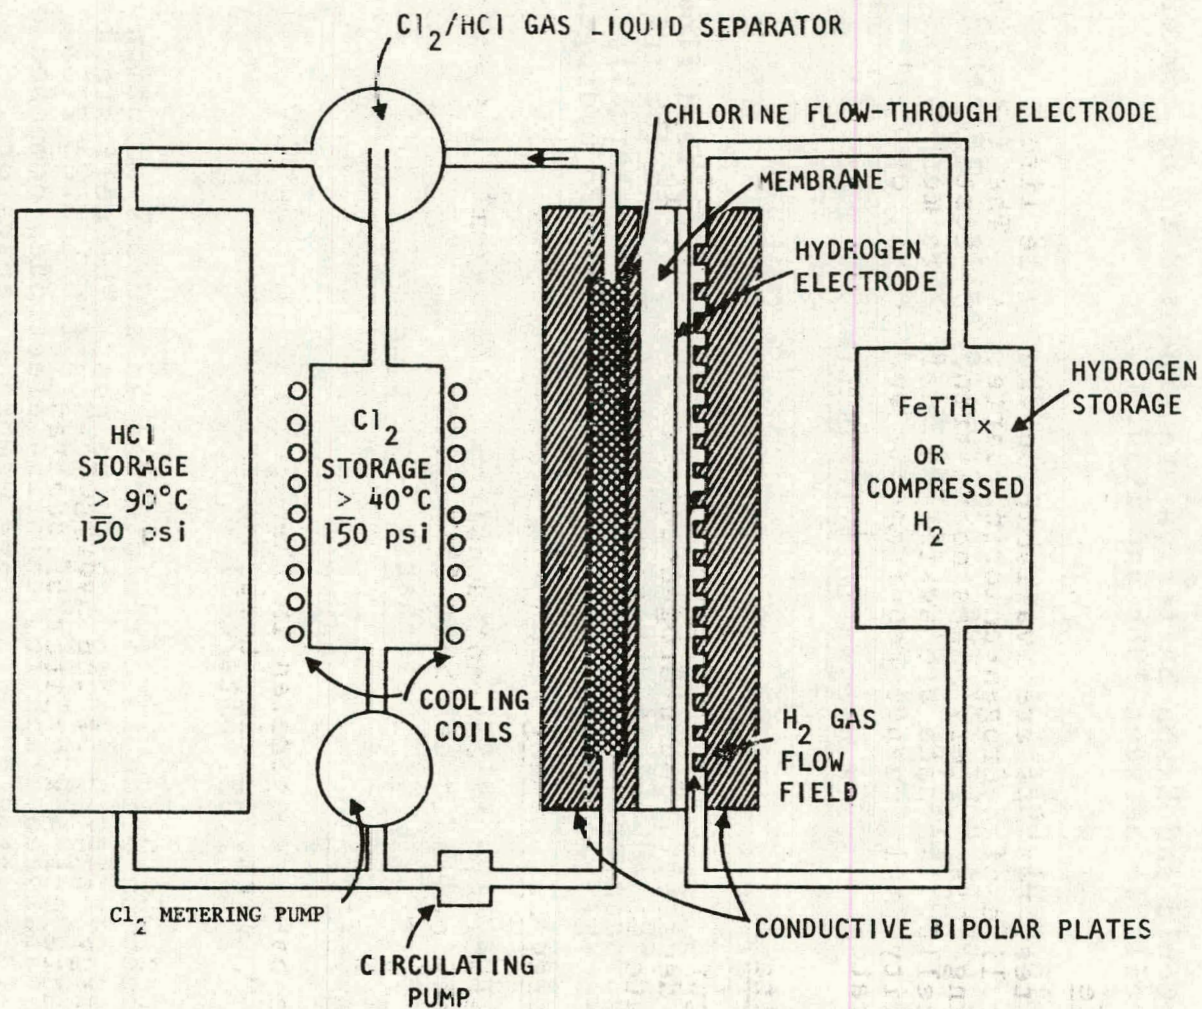 Cl2/HCl GAS LIQUID SEPARATOR
CHLORINE FLOW-THROUGH ELECTRODE
MEMBRANE
HYDROGEN
ELECTRODE
HCl
STORAGE
> 90°C
150 psi
Cl2
STORAGE
> 40°C
150 psi
FeTiHx
OR
COMPRESSED
H2
HYDROGEN
STORAGE
COOLING
COILS
H2 GAS
FLOW
FIELD
Cl2 METERING PUMP
CIRCULATING
PUMP
CONDUCTIVE BIPOLAR PLATES